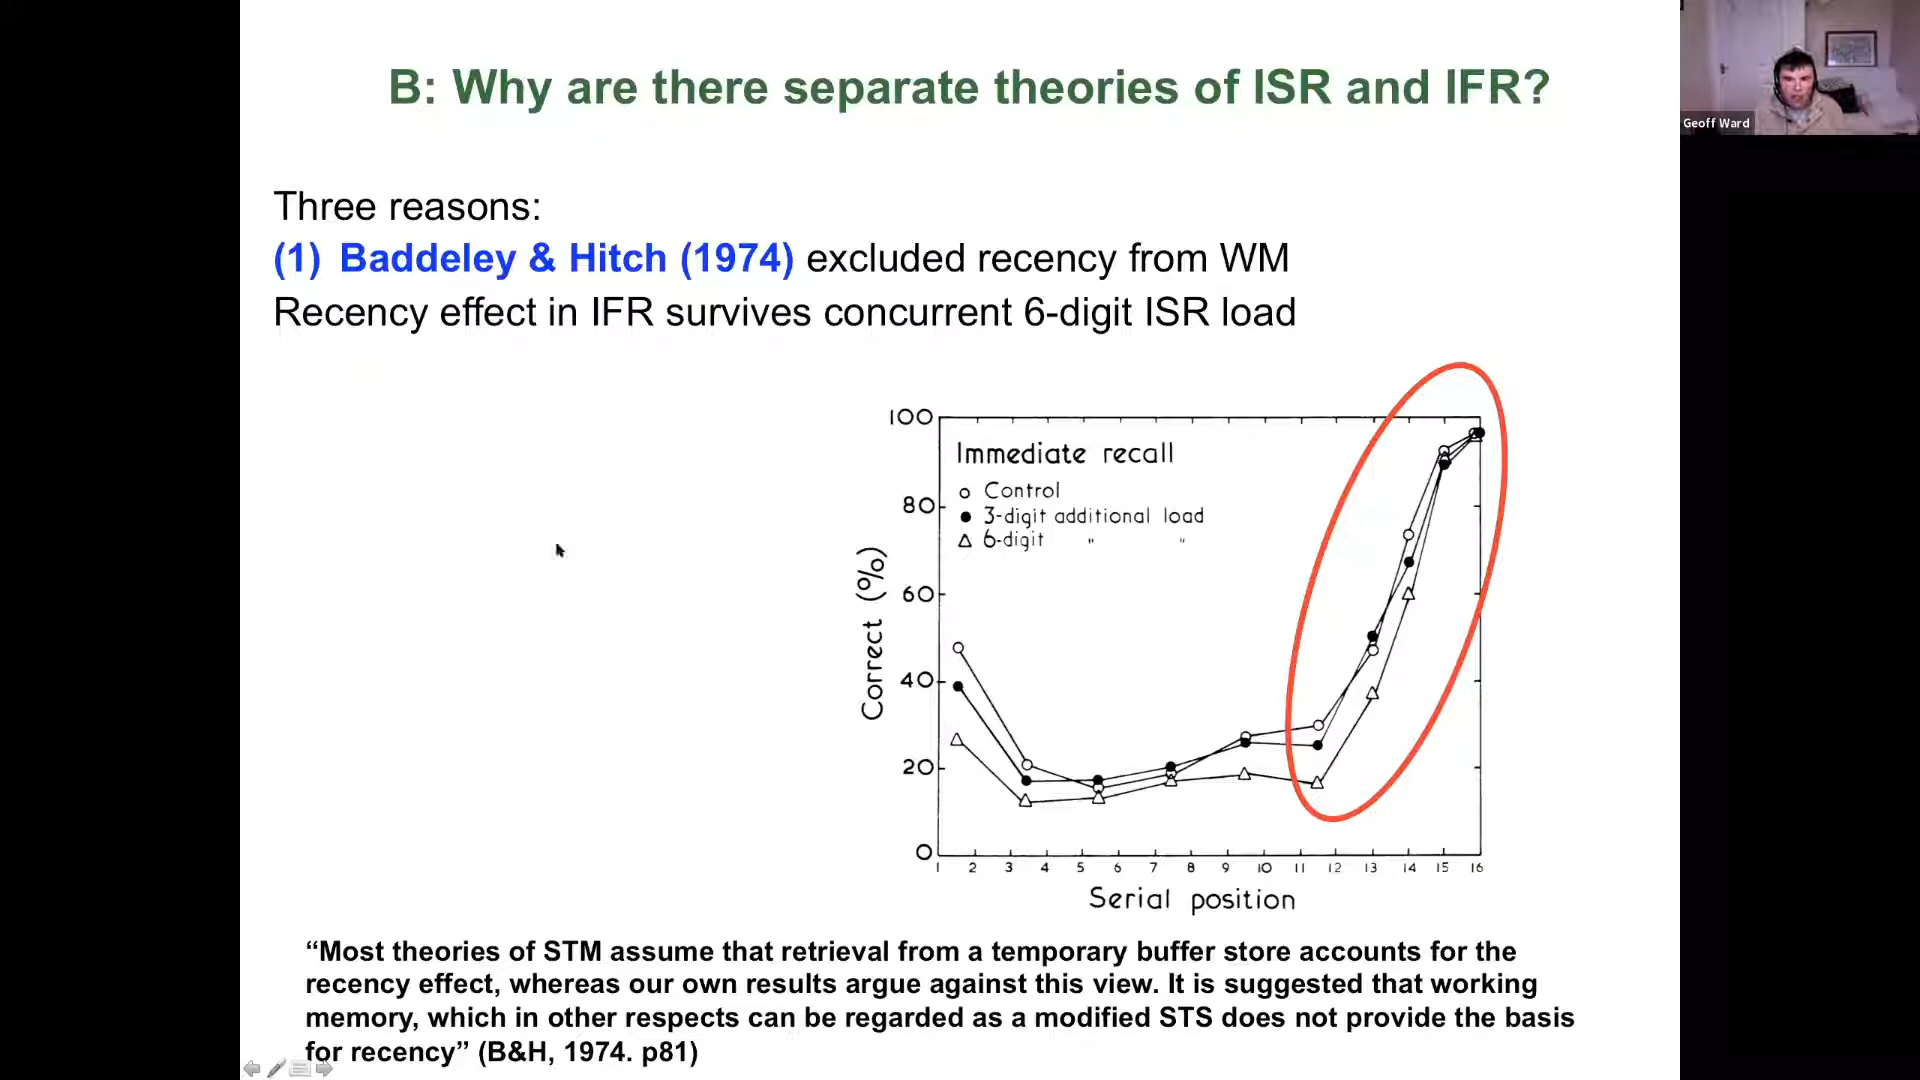 B: Why are there separate theories of ISR and IFR?
Geoff Ward
Three reasons:
(1) Baddeley & Hitch (1974) excluded recency from WM
Recency effect in IFR survives concurrent 6-digit ISR load
100
80
60
40
20
0
Correct (%)
Immediate recall
Control
3-digit additional load
6-digit " "
1 2 3 4 5 6 7 8 9 10 11 12 13 14 15 16
Serial position
“Most theories of STM assume that retrieval from a temporary buffer store accounts for the
recency effect, whereas our own results argue against this view. It is suggested that working
memory, which in other respects can be regarded as a modified STS does not provide the basis
for recency” (B&H, 1974. p81)